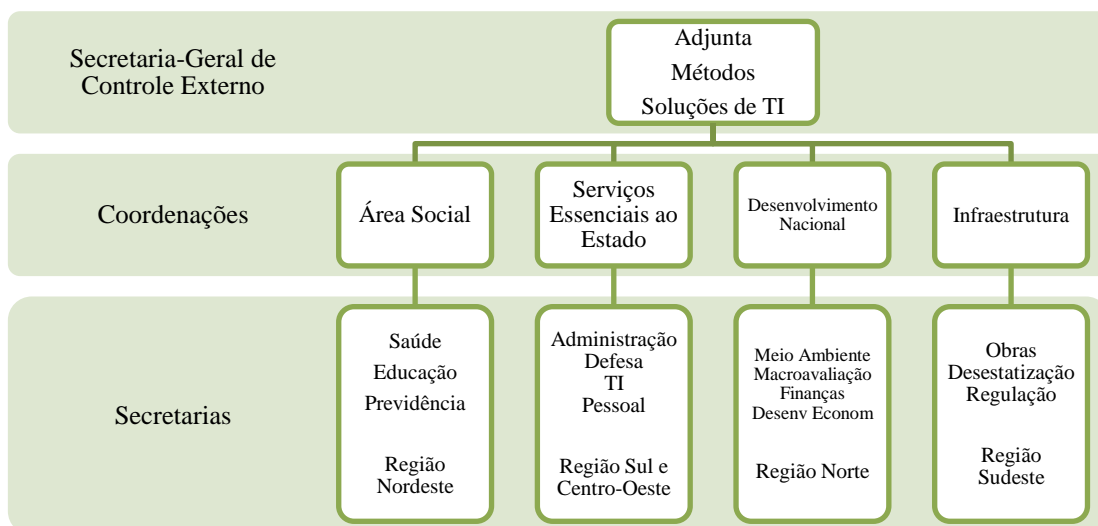 Secretaria-Geral de
Controle Externo
Adjunta
Métodos
Soluções de TI
Coordenações
Área Social
Serviços
Essenciais ao
Estado
Desenvolvimento
Nacional
Infraestrutura
Secretarias
Saúde
Educação
Previdência
Região
Nordeste
Administração
Defesa
TI
Pessoal
Região Sul e
Centro-Oeste
Meio Ambiente
Macroavaliação
Finanças
Desenv Econom
Região Norte
Obras
Desestatização
Regulação
Região
Sudeste